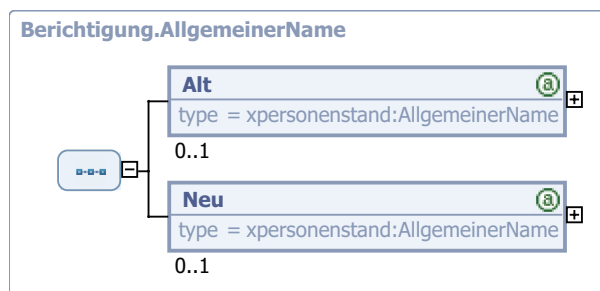 Berichtigung.AllgemeinerName
Alt
type = xpersonenstand:AllgemeinerName
0..1
Neu
type = xpersonenstand:AllgemeinerName
0..1